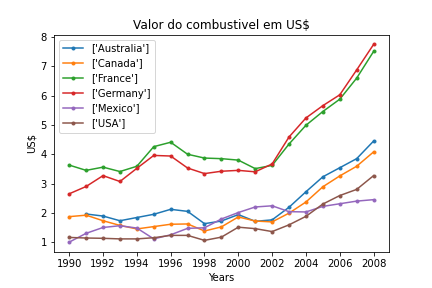 Valor do combustivel em US$
['Australia']
['Canada']
['France']
['Germany']
['Mexico']
['USA']
US$
8
7
6
5
4
3
2
1
1990 1992 1994 1996 1998 2000 2002 2004 2006 2008
Years